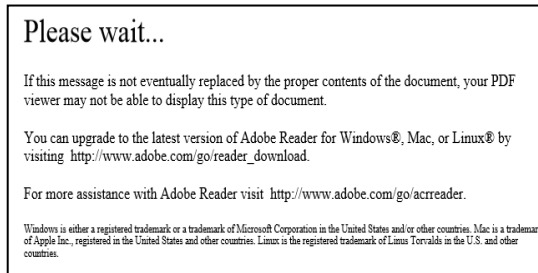 Please wait...
If this message is not eventually replaced by the proper contents of the document, your PDF
viewer may not be able to display this type of document.
You can upgrade to the latest version of Adobe Reader for Windows®, Mac, or Linux® by
visiting http://www.adobe.com/go/reader_download.
For more assistance with Adobe Reader visit http://www.adobe.com/go/acrreader.
Windows is either a registered trademark or a trademark of Microsoft Corporation in the United States and/or other countries. Mac is a trademark
of Apple Inc., registered in the United States and other countries. Linux is the registered trademark of Linus Torvalds in the U.S. and other
countries.